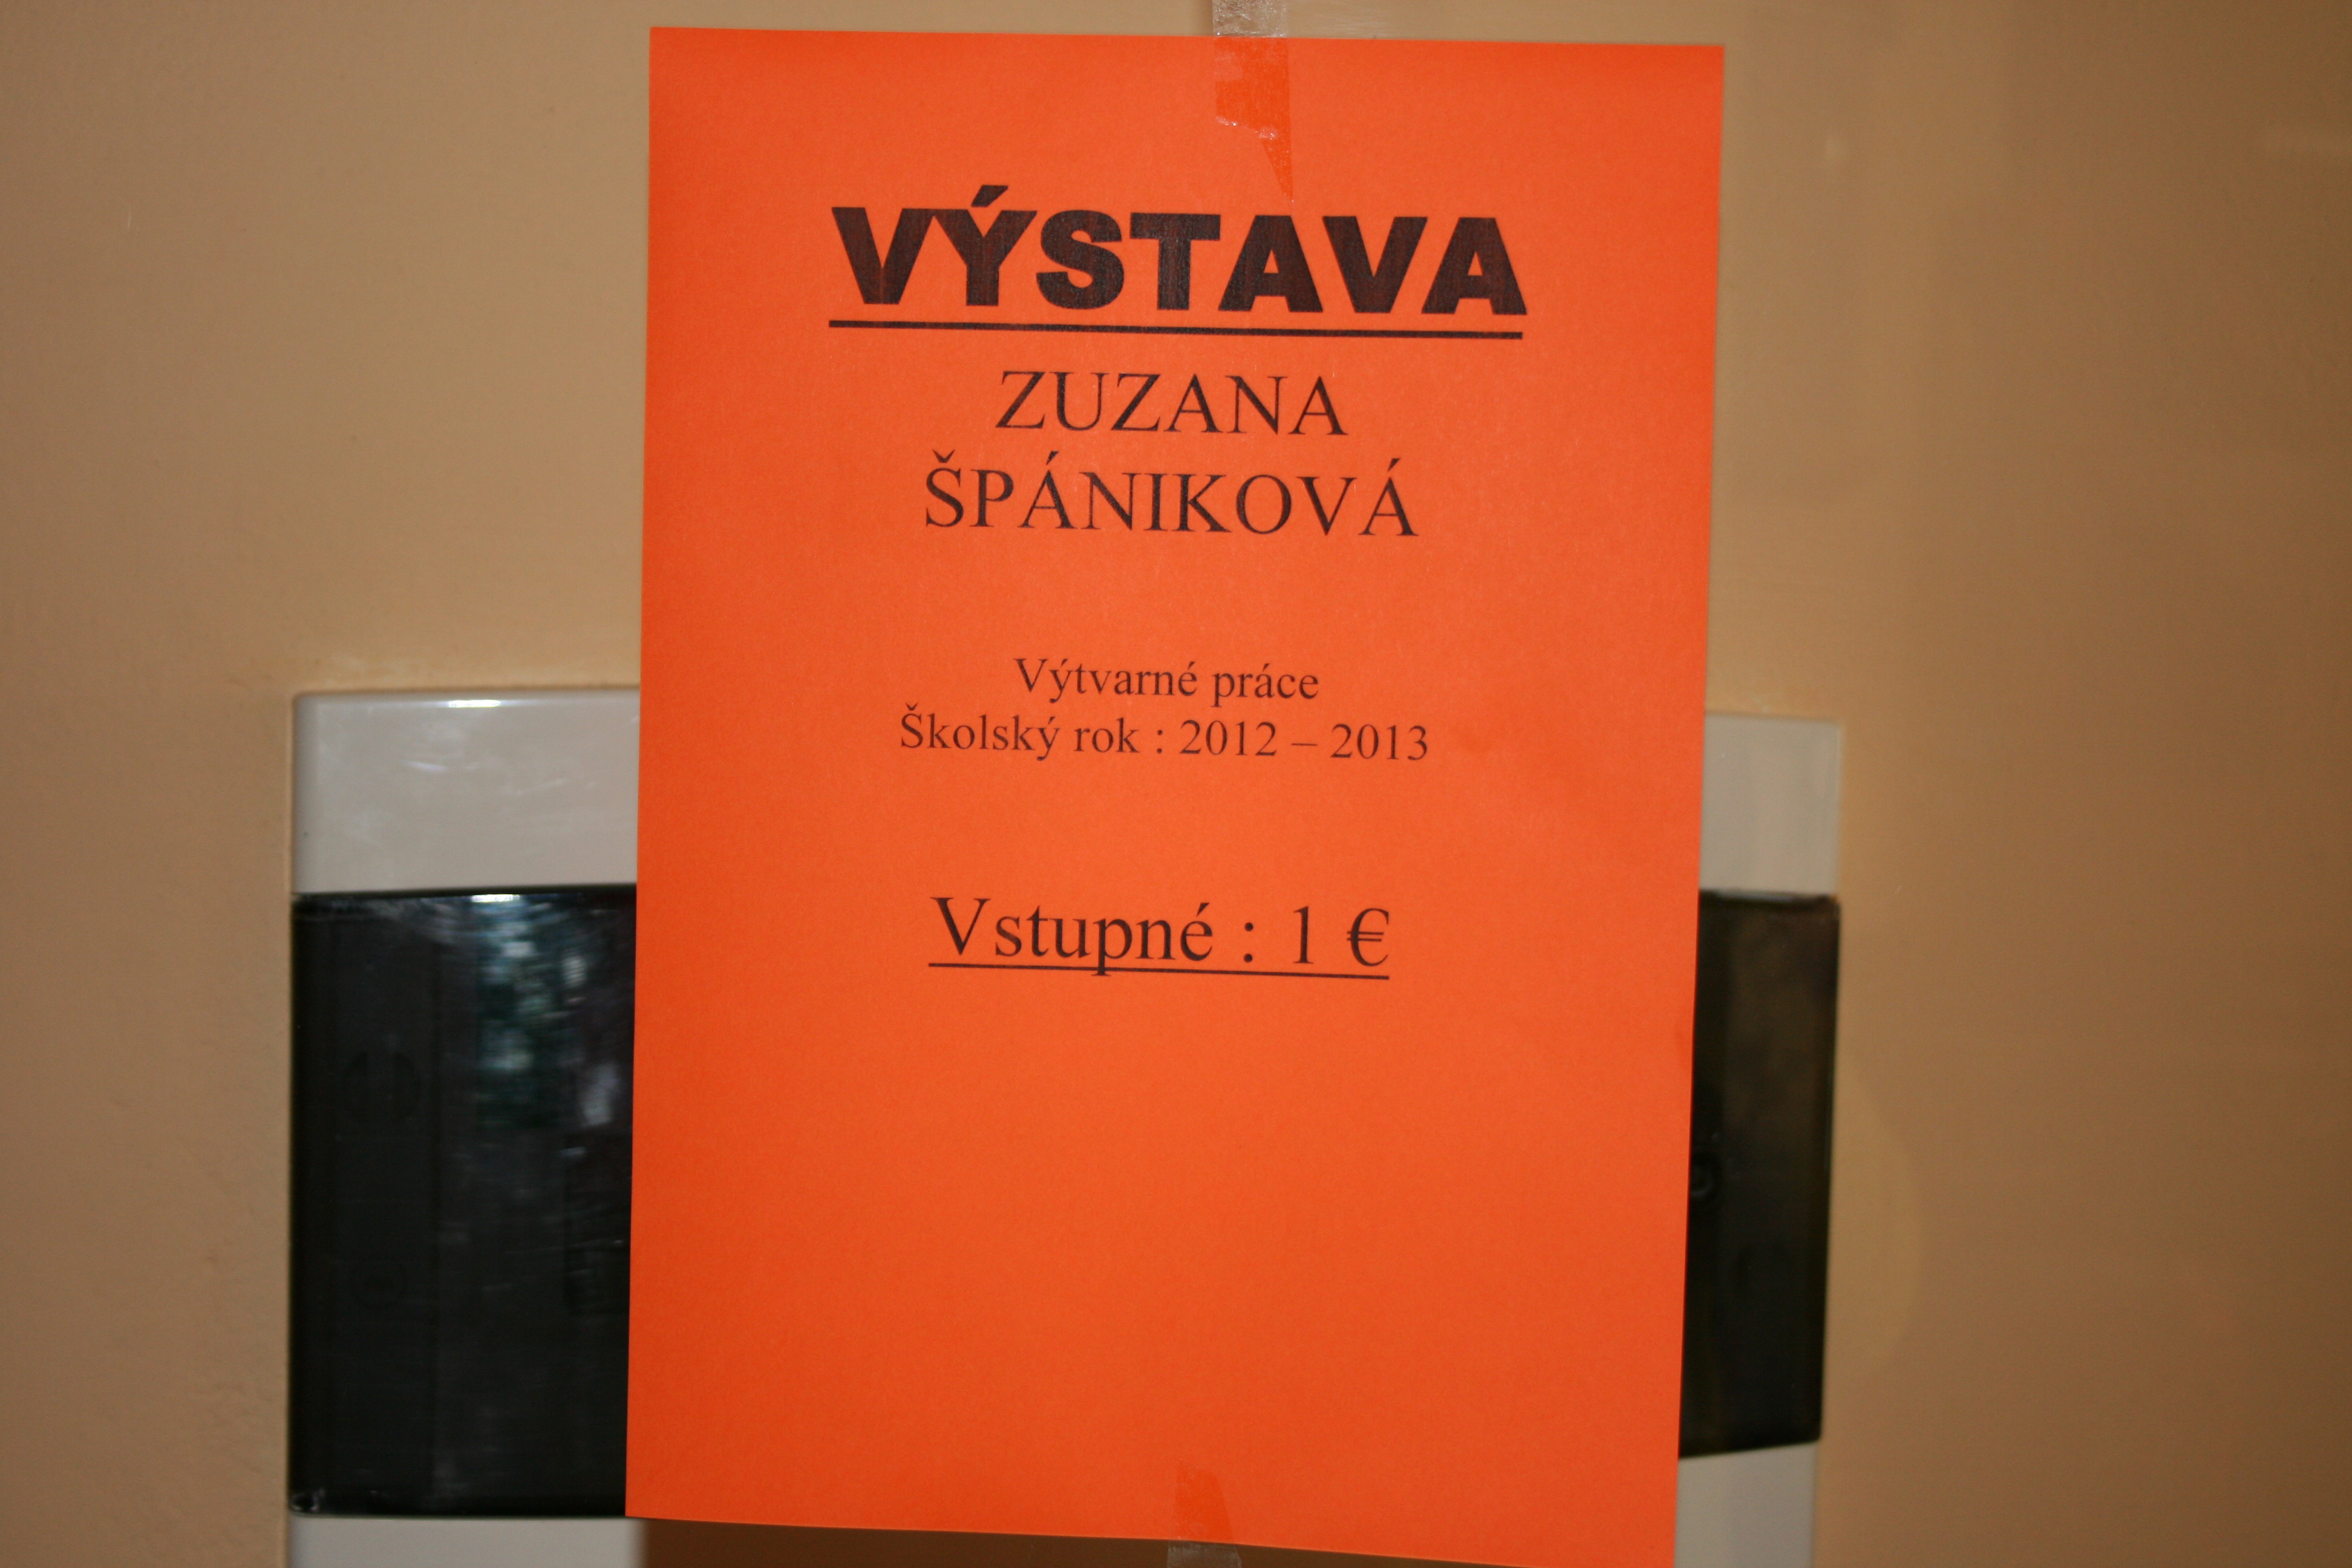 VÝSTAVA
ZUZANA
ŠPÁNIKOVÁ
Výtvarné práce
Školský rok : 2012 – 2013
Vstupné : 1 €